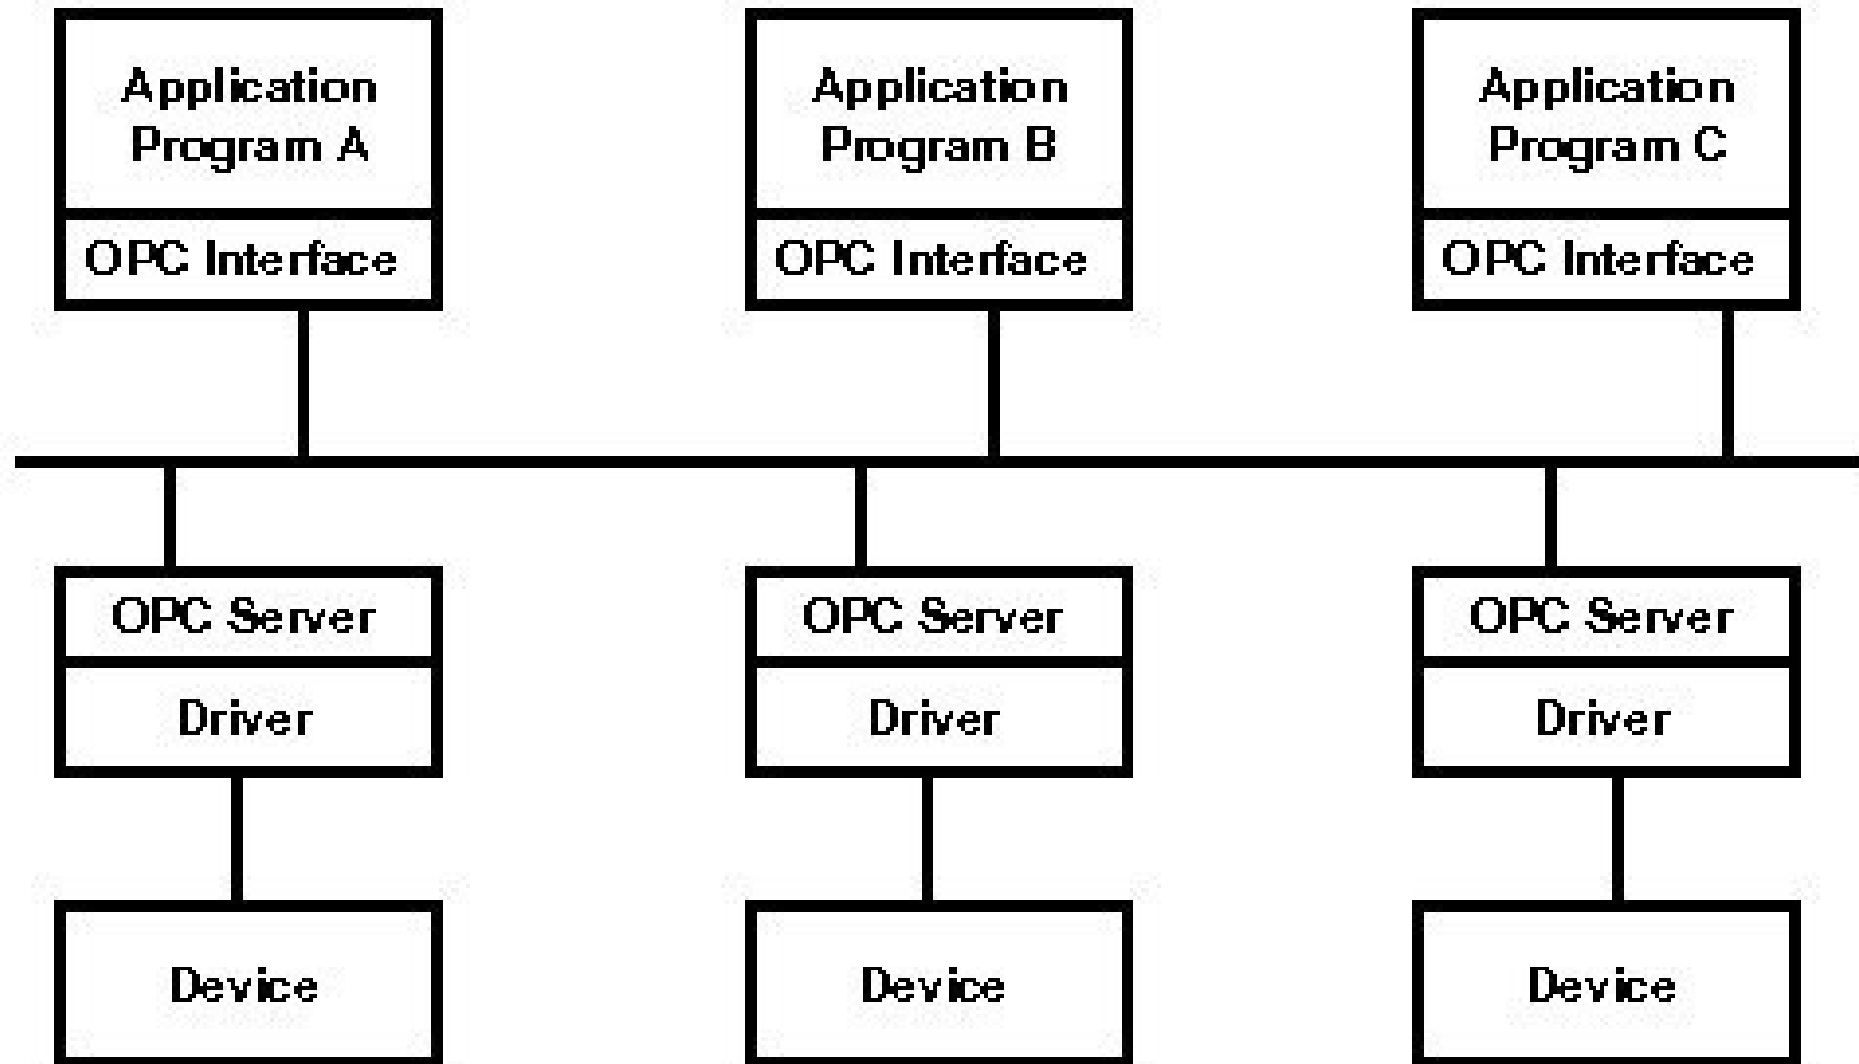 Application
Program A
OPC Interface
Application
Program B
OPC Interface
Application
Program C
OPC Interface
OPC Server
Driver
OPC Server
Driver
OPC Server
Driver
Device
Device
Device